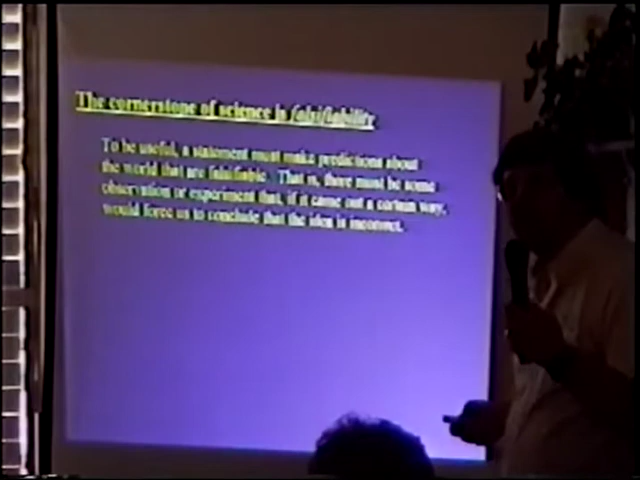 The cornerstone of science is falsifiability
To be useful, a statement must make predictions about
the world that are falsifiable. That is, there must be some
observation or experiment that, if it came out a certain way,
would force us to conclude that the idea is incorrect.